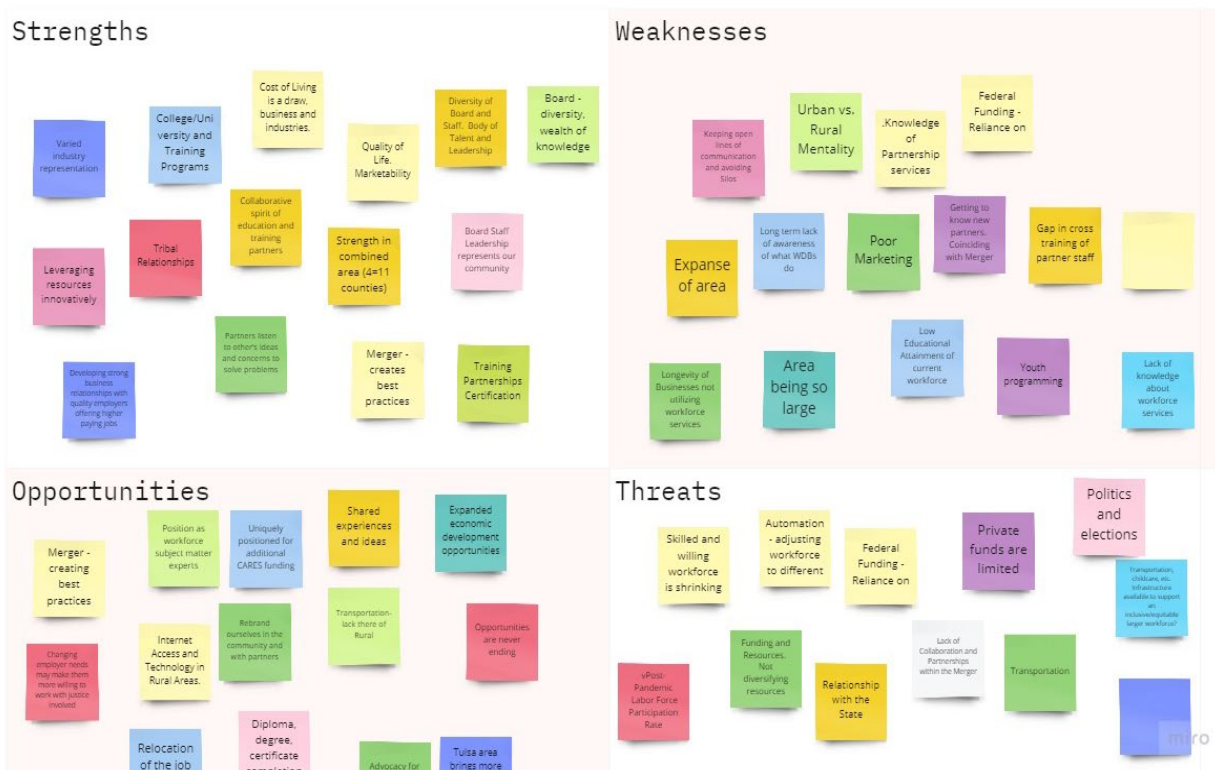 Strengths
Varied
industry
representation
College/Uni
versity and
Training
Programs
Cost of Living
is a draw,
business and
industries.
Quality of
Life.
Marketability
Diversity of
Board and
Staff. Body of
Talent and
Leadership
Board -
diversity,
wealth of
knowledge
Leveraging
resources
innovatively
Tribal
Relationships
Collaborative
spirit of
education and
training
partners
Strength in
combined
area (4=11
counties)
Board Staff
Leadership
represents our
community
Developing strong
business
relationships with
quality employers
offering higher
paying jobs
Partners listen
to other's ideas
and concerns to
solve problems
Merger -
creates
best
practices
Training
Partnerships
Certification
Weaknesses
Keeping open
lines of
communication
and avoiding
Silos
Urban vs.
Rural
Mentality
.Knowledge
of
Partnership
services
Federal
Funding -
Reliance on
Expanse
of area
Long term lack
of awareness
of what WDBs
do
Poor
Marketing
Getting to
know new
partners.
Coinciding
with Merger
Gap in cross
training of
partner staff
Longevity of
Businesses not
utilizing
workforce
services
Area
being so
large
Low
Educational
Attainment of
current
workforce
Youth
programming
Lack of
knowledge
about
workforce
services
Opportunities
Merger -
creating
best
practices
Position as
workforce
subject matter
experts
Uniquely
positioned for
additional
CARES funding
Shared
experiences
and ideas
Expanded
economic
development
opportunities
Changing
employer needs
may make them
more willing to
work with justice
involved
Internet
Access and
Technology in
Rural Areas.
Rebrand
ourselves in the
community and
with partners
Transportation-
lack there of
Rural
Opportunities
are never
ending
Relocation
of the job
Diploma,
degree,
certificate
completion
Advocacy for
Tulsa area
brings more
Threats
Skilled and
willing
workforce
is shrinking
Automation
- adjusting
workforce
to different
Federal
Funding -
Reliance on
Private
funds are
limited
Politics
and
elections
Transportation,
childcare, etc.
Infrastructure
available to support
an
inclusive/equitable
larger workforce?
vPost-
Pandemic
Labor Force
Participation
Rate
Funding and
Resources.
Not
diversifying
resources
Relationship
with the
State
Lack of
Collaboration and
Partnerships
within the Merger
Transportation
miro